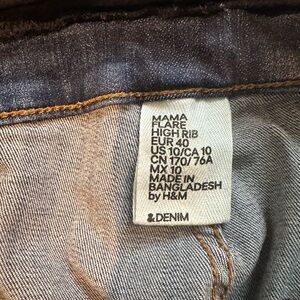 MAMA
FLARE
HIGH RIB
EUR 40
US 10/CA 10
CN 170/76A
MX 10
MADE IN
BANGLADESH
by H&M
&DENIM